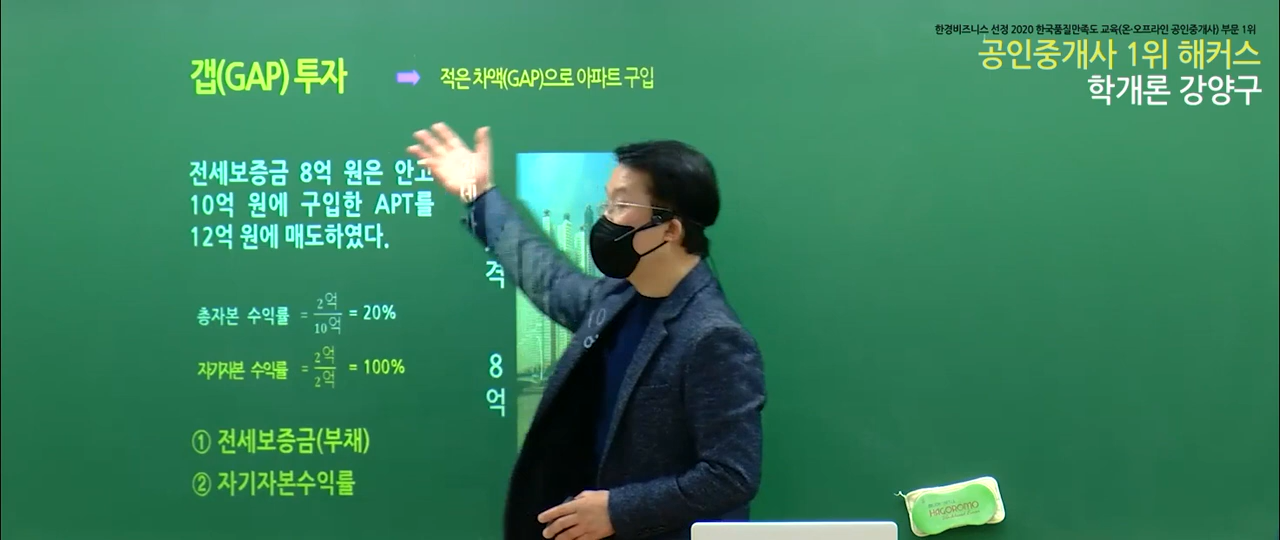 한경비즈니스 선정 2020 한국품질만족도 교육(온·오프라인 공인중개사) 부문 1위
공인중개사 1위 해커스
학개론 강양구
갭(GAP) 투자
적은 차액(GAP)으로 아파트 구입
전세보증금 8억 원은 안고
10억 원에 구입한 APT를
12억 원에 매도하였다.
총자본 수익률 = 2억/10억 = 20%
자기자본 수익률 = 2억/2억 = 100%
① 전세보증금(부채)
② 자기자본수익률
격
8
억
10
HAGOROMO